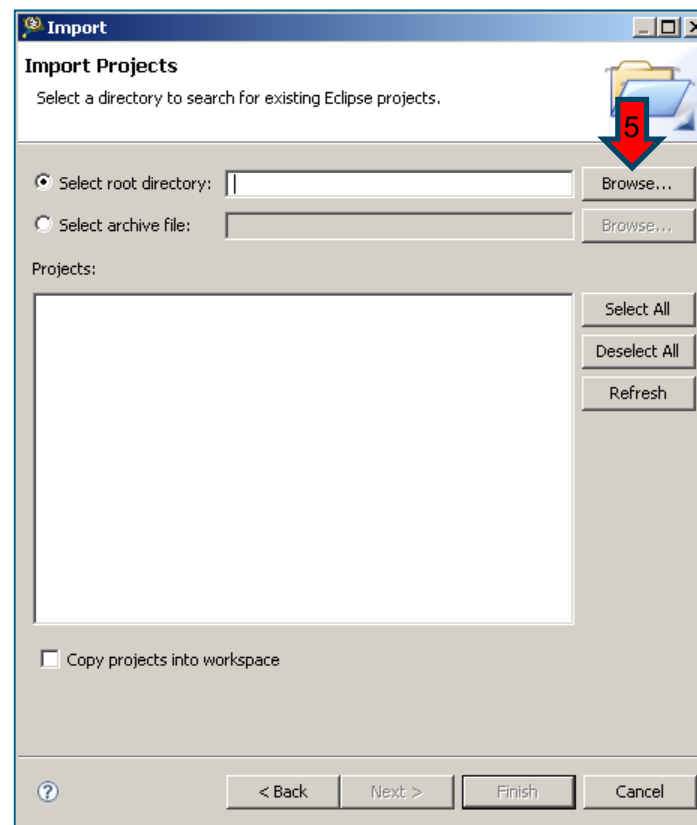 Import
Import Projects
Select a directory to search for existing Eclipse projects.
5
Select root directory:
Browse...
Select archive file:
Browse...
Projects:
Select All
Deselect All
Refresh
Copy projects into workspace
?
< Back
Next >
Finish
Cancel